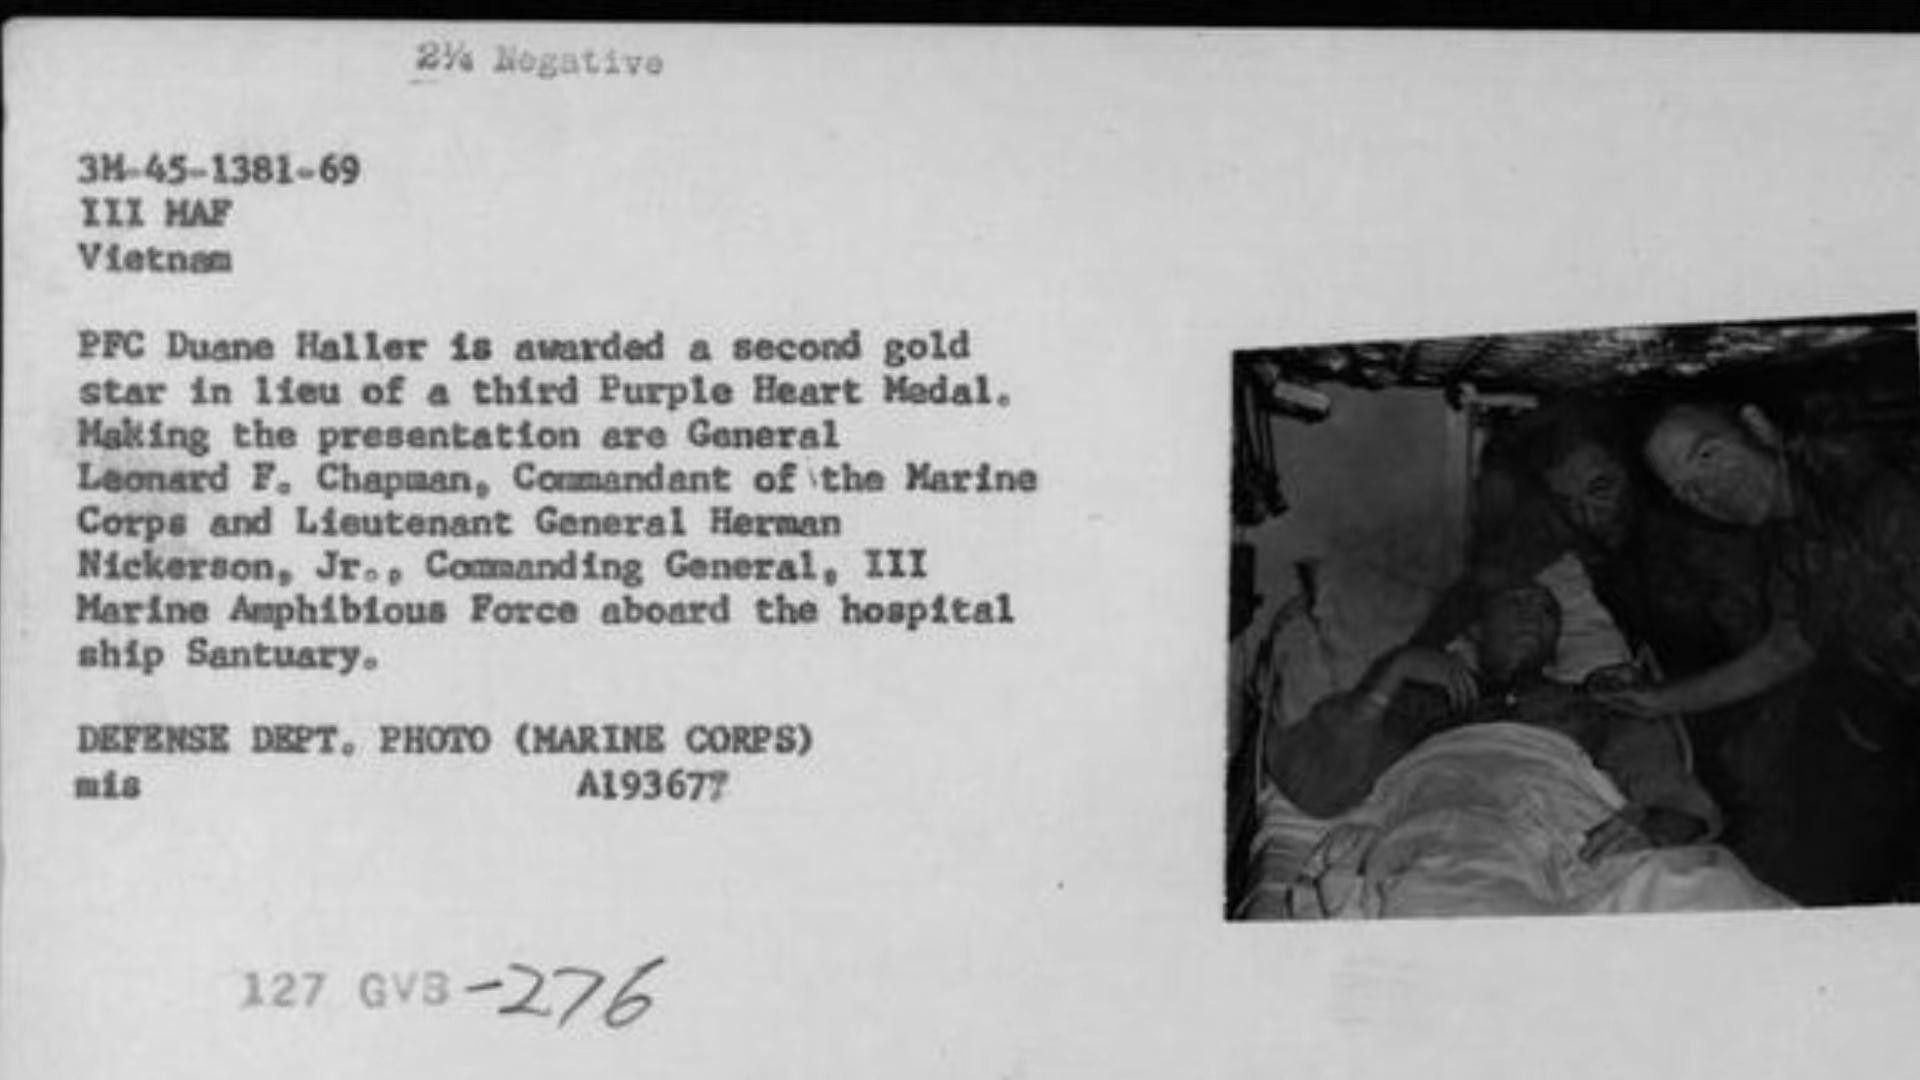 2¼ Negative
3M-45-1381-69
III MAF
Vietnam
PFC Duane Haller is awarded a second gold
star in lieu of a third Purple Heart Medal.
Making the presentation are General
Leonard F. Chapman, Commandant of the Marine
Corps and Lieutenant General Herman
Nickerson, Jr., Commanding General, III
Marine Amphibious Force aboard the hospital
ship Santuary.
DEFENSE DEPT. PHOTO (MARINE CORPS)
mis A193677
127 GVB-276